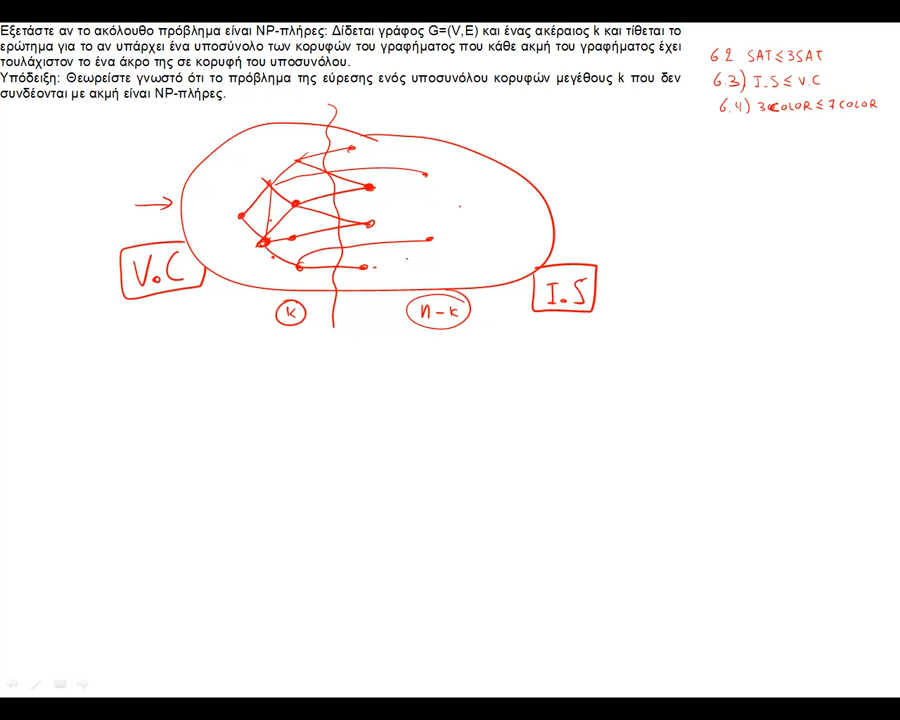 Εξετάστε αν το ακόλουθο πρόβλημα είναι NP-πλήρες: Δίδεται γράφος G=(V,E) και ένας ακέραιος k και τίθεται το
ερώτημα για το αν υπάρχει ένα υποσύνολο των κορυφών του γραφήματος που κάθε ακμή του γραφήματος έχει
τουλάχιστον το ένα άκρο της σε κορυφή του υποσυνόλου.
Υπόδειξη: Θεωρείστε γνωστό ότι το πρόβλημα της εύρεσης ενός υποσυνόλου κορυφών μεγέθους k που δεν
συνδέονται με ακμή είναι NP-πλήρες.
6.2 SAT ≤ 3SAT
6.3) I.S ≤ V.C
6.4) 3COLOR ≤ 7COLOR
V.C
I.S
k
n-k